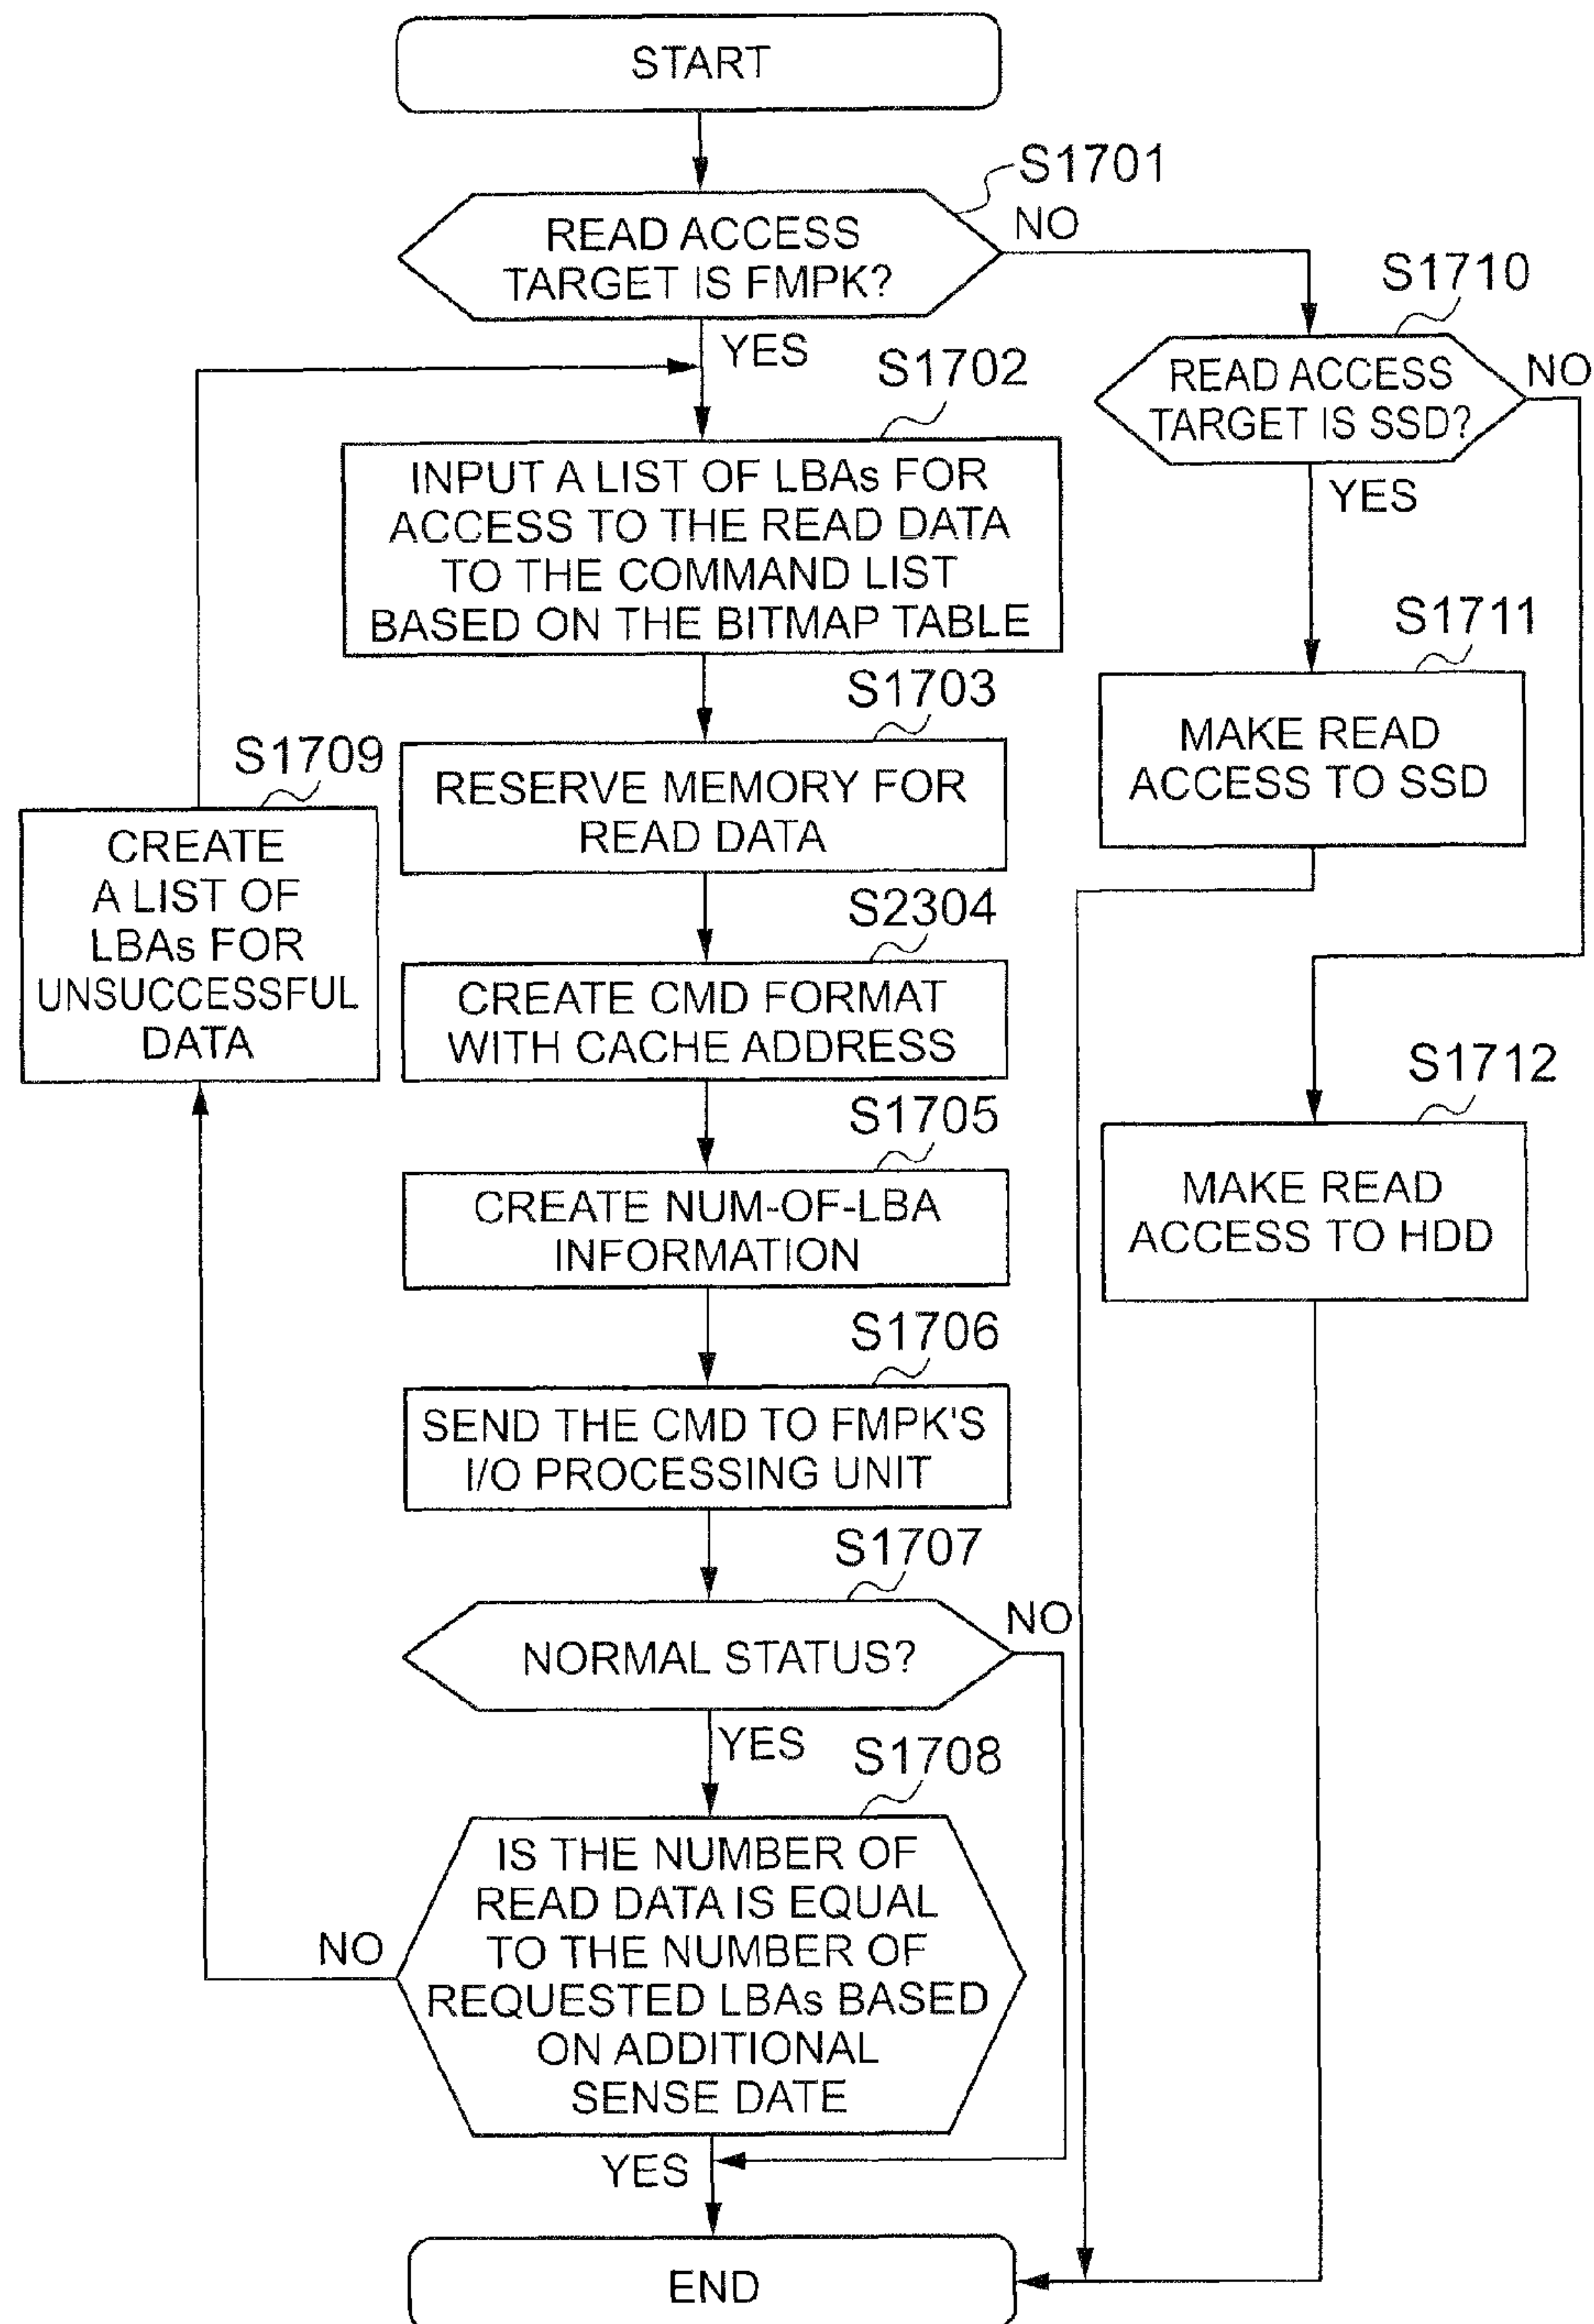 START
S1701
READ ACCESS
TARGET IS FMPK?
NO
YES
S1710
READ ACCESS
TARGET IS SSD?
NO
YES
S1702
INPUT A LIST OF LBAs FOR
ACCESS TO THE READ DATA
TO THE COMMAND LIST
BASED ON THE BITMAP TABLE
S1711
MAKE READ
ACCESS TO SSD
S1703
RESERVE MEMORY FOR
READ DATA
S1709
CREATE
A LIST OF
LBAs FOR
UNSUCCESSFUL
DATA
S2304
CREATE CMD FORMAT
WITH CACHE ADDRESS
S1712
MAKE READ
ACCESS TO HDD
S1705
CREATE NUM-OF-LBA
INFORMATION
S1706
SEND THE CMD TO FMPK'S
I/O PROCESSING UNIT
S1707
NORMAL STATUS?
NO
YES
S1708
IS THE NUMBER OF
READ DATA IS EQUAL
TO THE NUMBER OF
REQUESTED LBAs BASED
ON ADDITIONAL
SENSE DATE
NO
YES
END